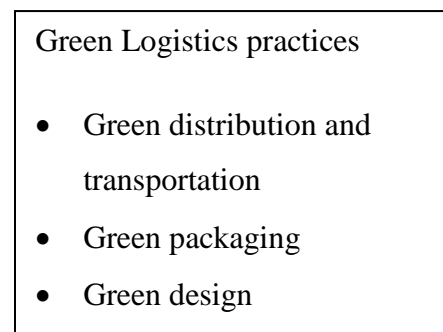 Green Logistics practices
• Green distribution and
transportation
• Green packaging
• Green design